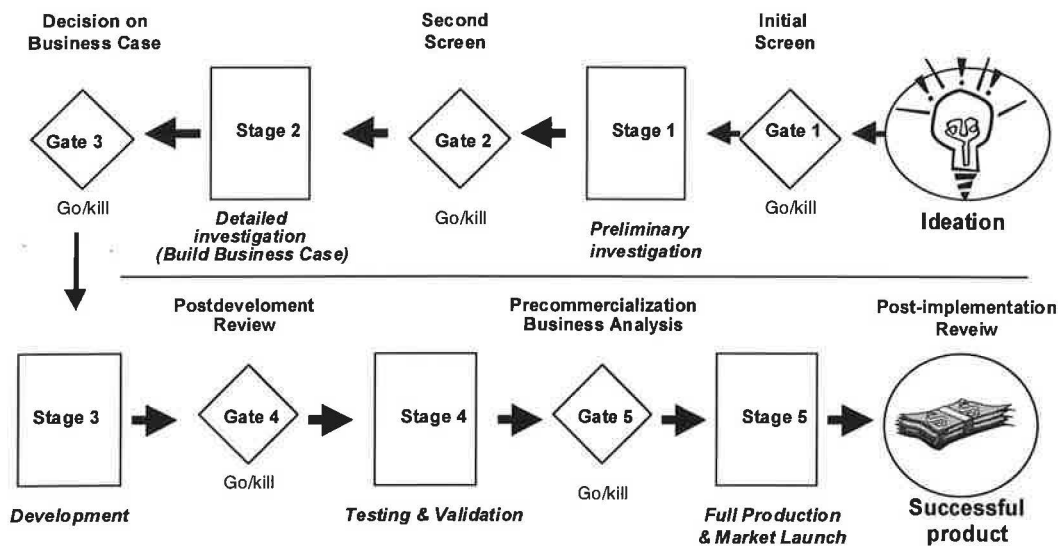 Decision on
Business Case
Second
Screen
Initial
Screen
Gate 3
Stage 2
Gate 2
Stage 1
Gate 1
Go/kill
Detailed
investigation
(Build Business Case)
Go/kill
Preliminary
investigation
Go/kill
Ideation
Postdeveloment
Review
Precommercialization
Business Analysis
Post-implementation
Reveiw
Stage 3
Gate 4
Stage 4
Gate 5
Stage 5
Development
Go/kill
Testing & Validation
Go/kill
Full Production
& Market Launch
Successful
product